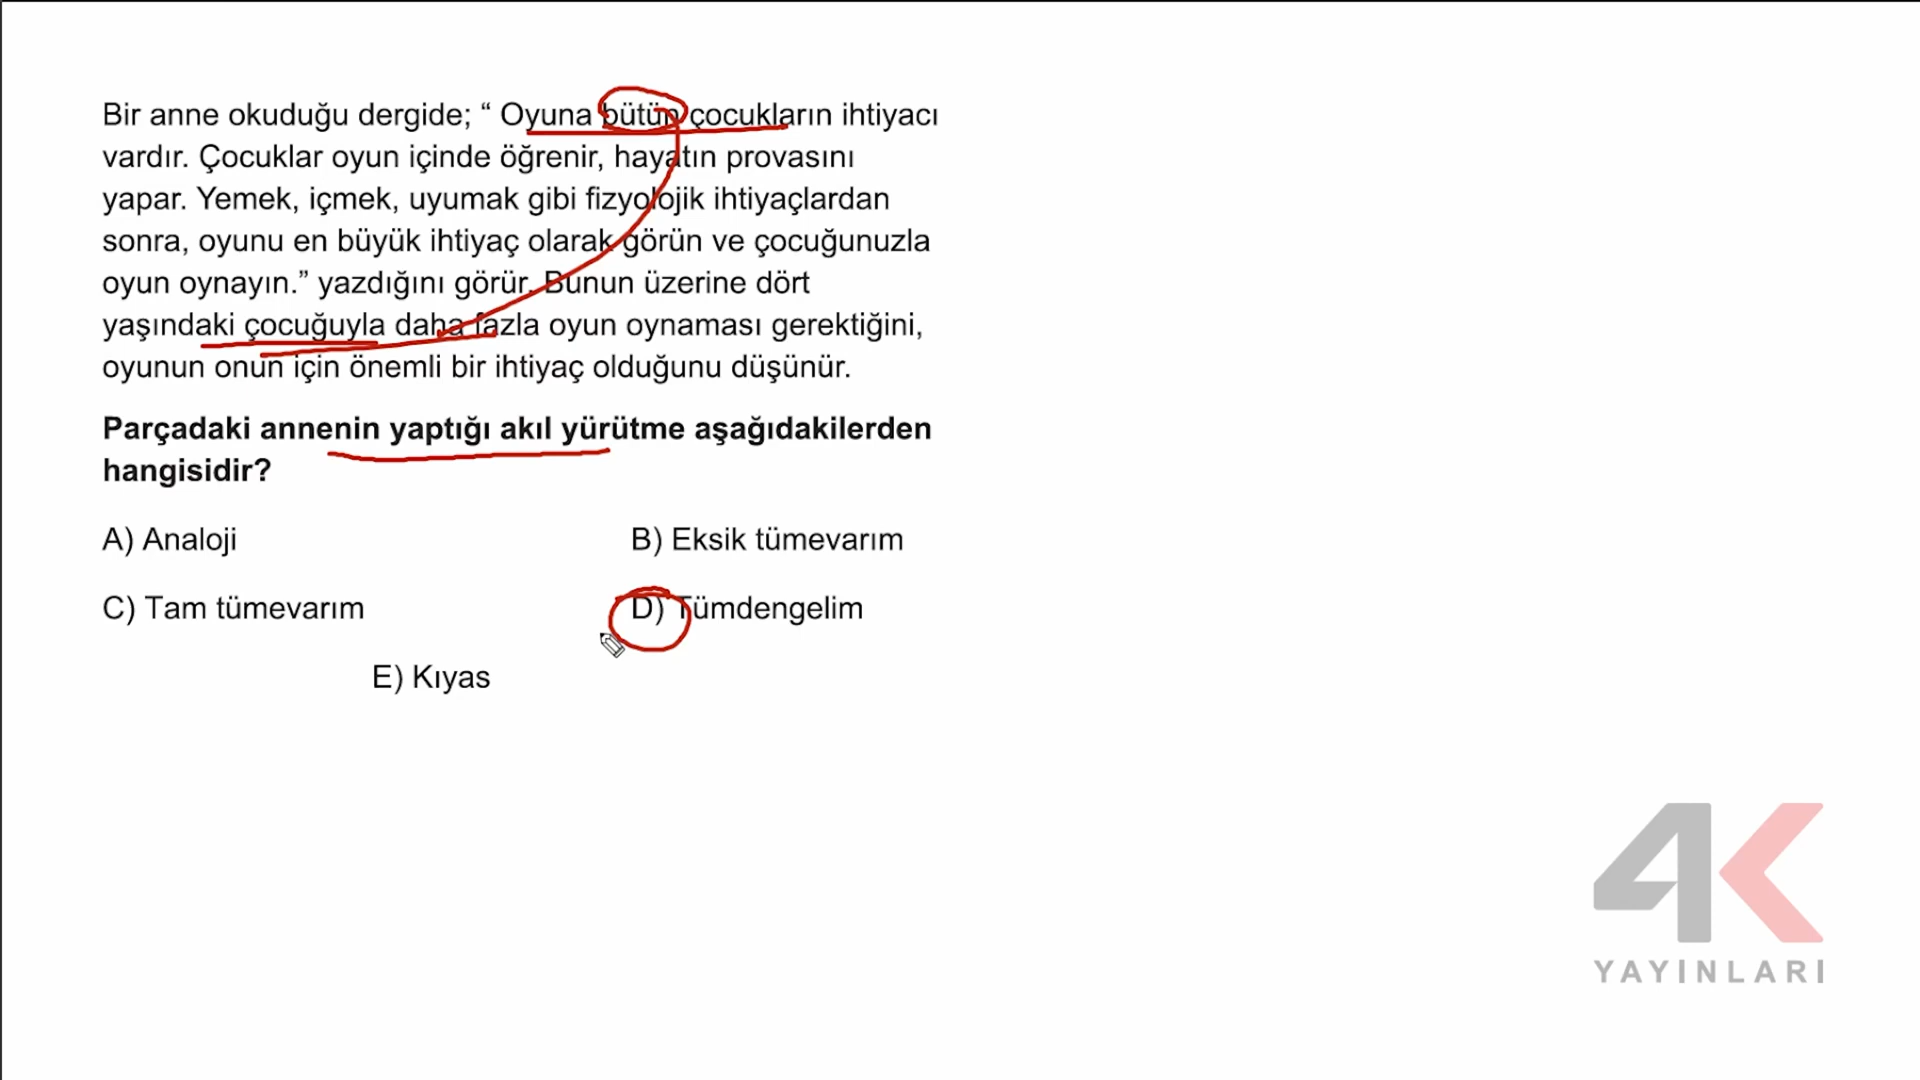 Bir anne okuduğu dergide; “ Oyuna bütün çocukların ihtiyacı
vardır. Çocuklar oyun içinde öğrenir, hayatın provasını
yapar. Yemek, içmek, uyumak gibi fizyolojik ihtiyaçlardan
sonra, oyunu en büyük ihtiyaç olarak görün ve çocuğunuzla
oyun oynayın.” yazdığını görür. Bunun üzerine dört
yaşındaki çocuğuyla daha fazla oyun oynaması gerektiğini,
oyunun onun için önemli bir ihtiyaç olduğunu düşünür.
Parçadaki annenin yaptığı akıl yürütme aşağıdakilerden
hangisidir?
A) Analoji
B) Eksik tümevarım
C) Tam tümevarım
D) Tümdengelim
E) Kıyas
4K
YAYINLARI